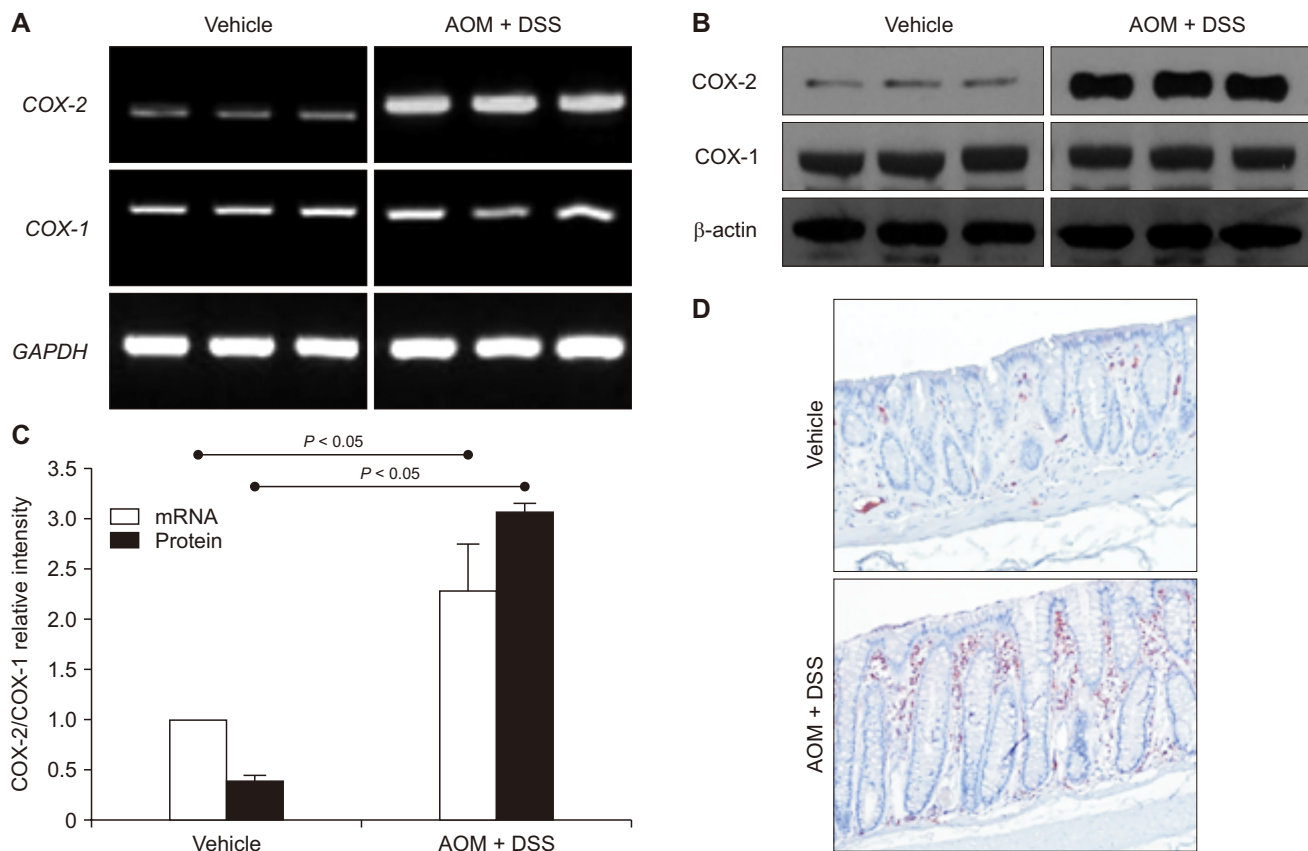 A
Vehicle
AOM + DSS
COX-2
COX-1
GAPDH
B
Vehicle
AOM + DSS
COX-2
COX-1
β-actin
C
P < 0.05
P < 0.05
COX-2/COX-1 relative intensity
3.5
3.0
2.5
2.0
1.5
1.0
0.5
0
mRNA
Protein
Vehicle
AOM + DSS
D
Vehicle
AOM + DSS